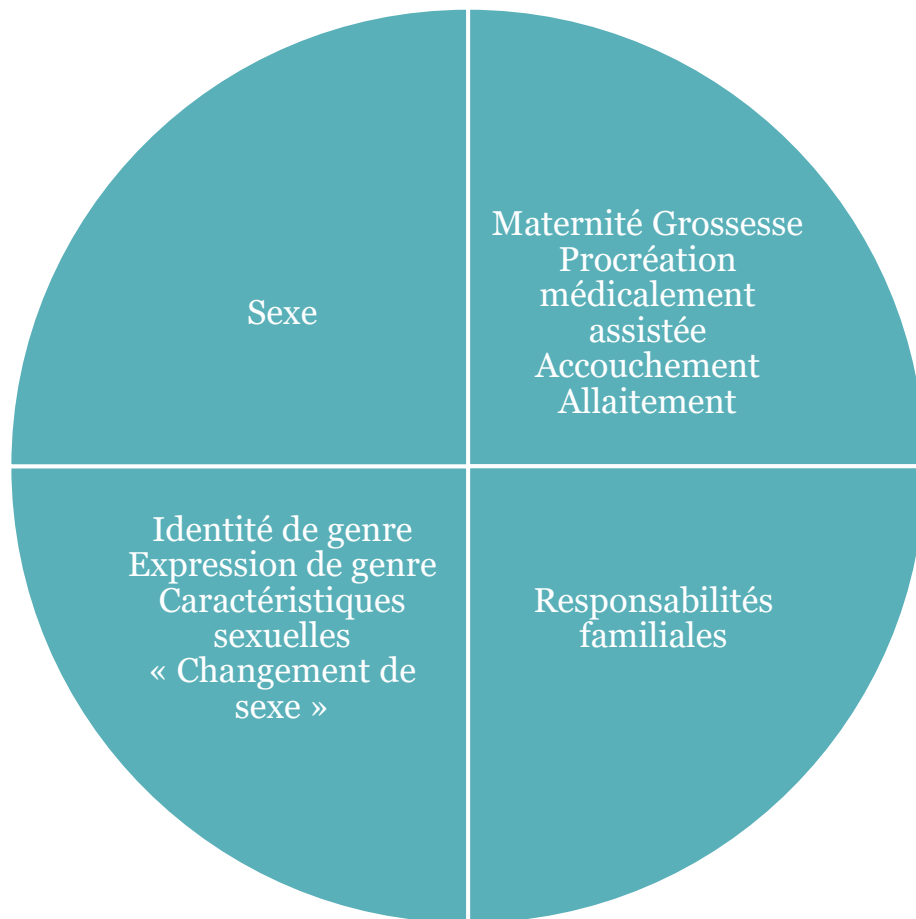 Sexe
Maternité Grossesse
Procréation
médicalement
assistée
Accouchement
Allaitement
Identité de genre
Expression de genre
Caractéristiques
sexuelles
« Changement de
sexe »
Responsabilités
familiales